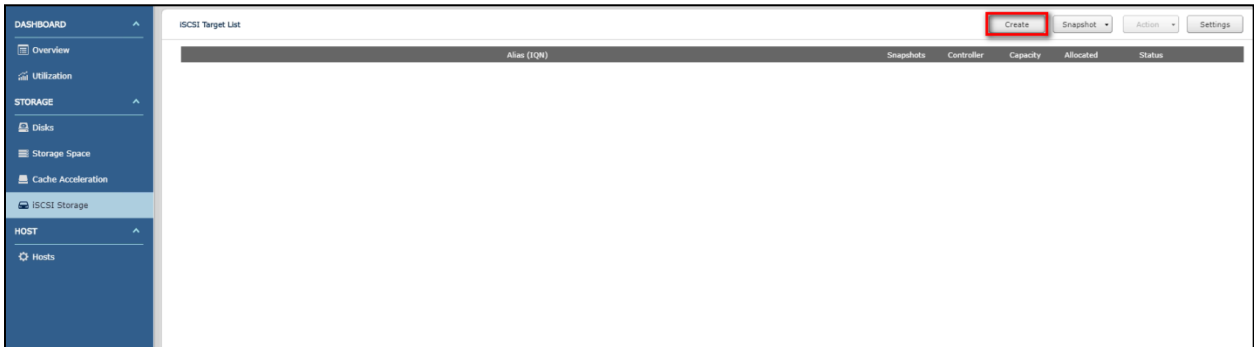 DASHBOARD
Overview
Utilization
STORAGE
Disks
Storage Space
Cache Acceleration
iSCSI Storage
HOST
Hosts
iSCSI Target List
Create
Snapshot
Action
Settings
Alias (IQN) Snapshots Controller Capacity Allocated Status